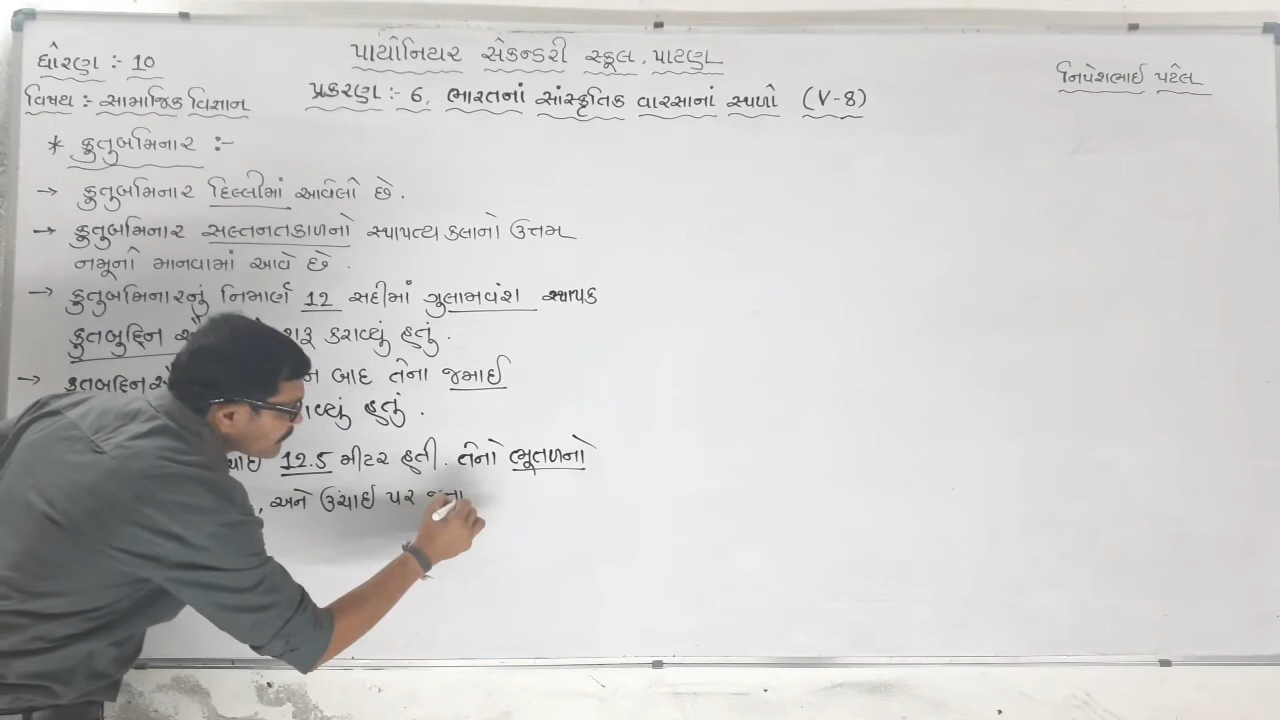 પાયોનિયર સેકન્ડરી સ્કૂલ, પાટણ
ધોરણ :- 10
નિપેશભાઈ પટેલ
વિષય :- સામાજિક વિજ્ઞાન
પ્રકરણ :- 6, ભારતનાં સાંસ્કૃતિક વારસાનાં સ્થળો (V-8)
* કુતુબમિનાર :-
→ કુતુબમિનાર દિલ્લીમાં આવેલો છે.
→ કુતુબમિનાર સલ્તનતકાળનો સ્થાપત્ય કલાનો ઉત્તમ
નમૂનો માનવામાં આવે છે.
→ કુતુબમિનારનું નિમાર્ણ 12 સદીમાં ગુલામવંશ સ્થાપક
કુતબુદ્દિન શરૂ કરાવ્યું હતું.
→ બાદ તેના જમાઈ
હતું.
12.5 મીટર હતી. તેનો ભૂતળનો
, અને ઉંચાઈ પર